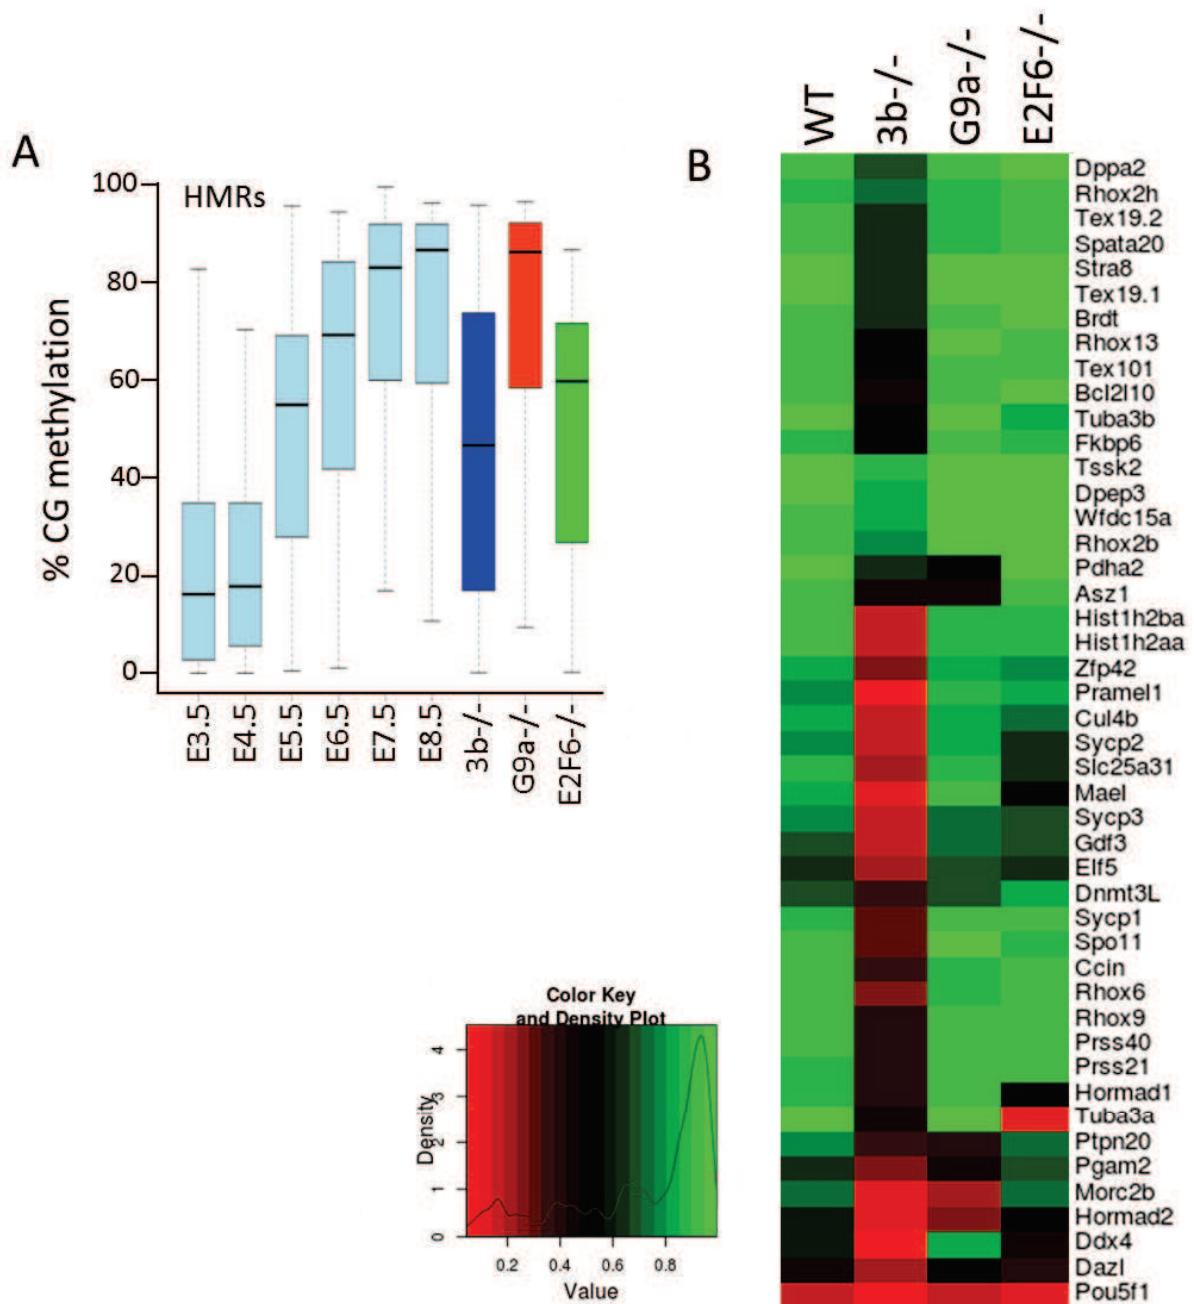 A
HMRs
% CG methylation
100
80
60
40
20
0
E3.5
E4.5
E5.5
E6.5
E7.5
E8.5
3b-/-
G9a-/-
E2F6-/-
B
WT
3b-/-
G9a-/-
E2F6-/-
Dppa2
Rhox2h
Tex19.2
Spata20
Stra8
Tex19.1
Brdt
Rhox13
Tex101
Bcl2l10
Tuba3b
Fkbp6
Tssk2
Dpep3
Wfdc15a
Rhox2b
Pdha2
Asz1
Hist1h2ba
Hist1h2aa
Zfp42
Pramel1
Cul4b
Sycp2
Slc25a31
Mael
Sycp3
Gdf3
Elf5
Dnmt3L
Sycp1
Spo11
Ccin
Rhox6
Rhox9
Prss40
Prss21
Hormad1
Tuba3a
Ptpn20
Pgam2
Morc2b
Hormad2
Ddx4
Dazl
Pou5f1
Color Key
and Density Plot
Density
4
3
2
1
0
0.2
0.4
0.6
0.8
Value